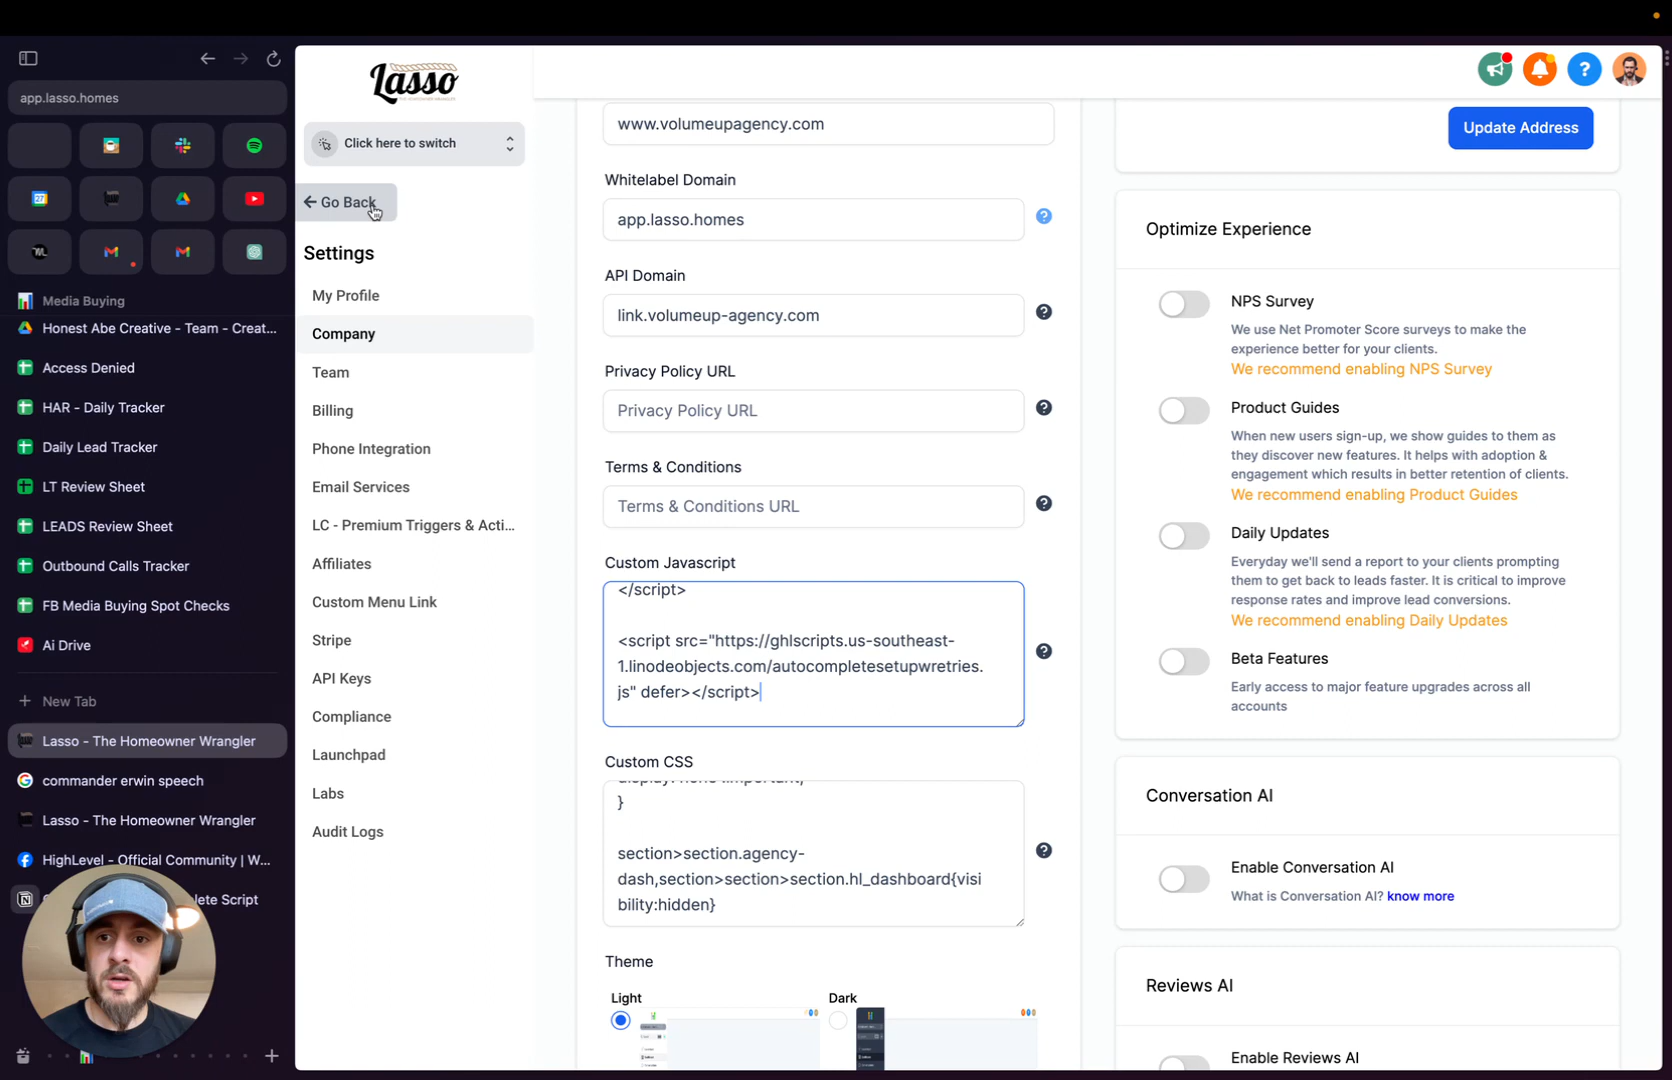 app.lasso.homes
Media Buying
Honest Abe Creative - Team - Creat...
Access Denied
HAR - Daily Tracker
Daily Lead Tracker
LT Review Sheet
LEADS Review Sheet
Outbound Calls Tracker
FB Media Buying Spot Checks
Ai Drive
New Tab
Lasso - The Homeowner Wrangler
commander erwin speech
Lasso - The Homeowner Wrangler
HighLevel - Official Community | W...
lete Script
Lasso
Click here to switch
Go Back
Settings
My Profile
Company
Team
Billing
Phone Integration
Email Services
LC - Premium Triggers & Acti...
Affiliates
Custom Menu Link
Stripe
API Keys
Compliance
Launchpad
Labs
Audit Logs
www.volumeupagency.com
Whitelabel Domain
app.lasso.homes
API Domain
link.volumeup-agency.com
Privacy Policy URL
Privacy Policy URL
Terms & Conditions
Terms & Conditions URL
Custom Javascript
</script>
<script src="https://ghlscripts.us-southeast-
1.linodeobjects.com/autocompletesetupwretries.
js" defer></script>
Custom CSS
}
section>section.agency-
dash,section>section>section.hl_dashboard{visi
bility:hidden}
Theme
Light
Dark
Update Address
Optimize Experience
NPS Survey
We use Net Promoter Score surveys to make the
experience better for your clients.
We recommend enabling NPS Survey
Product Guides
When new users sign-up, we show guides to them as
they discover new features. It helps with adoption &
engagement which results in better retention of clients.
We recommend enabling Product Guides
Daily Updates
Everyday we'll send a report to your clients prompting
them to get back to leads faster. It is critical to improve
response rates and improve lead conversions.
We recommend enabling Daily Updates
Beta Features
Early access to major feature upgrades across all
accounts
Conversation AI
Enable Conversation AI
What is Conversation AI? know more
Reviews AI
Enable Reviews AI